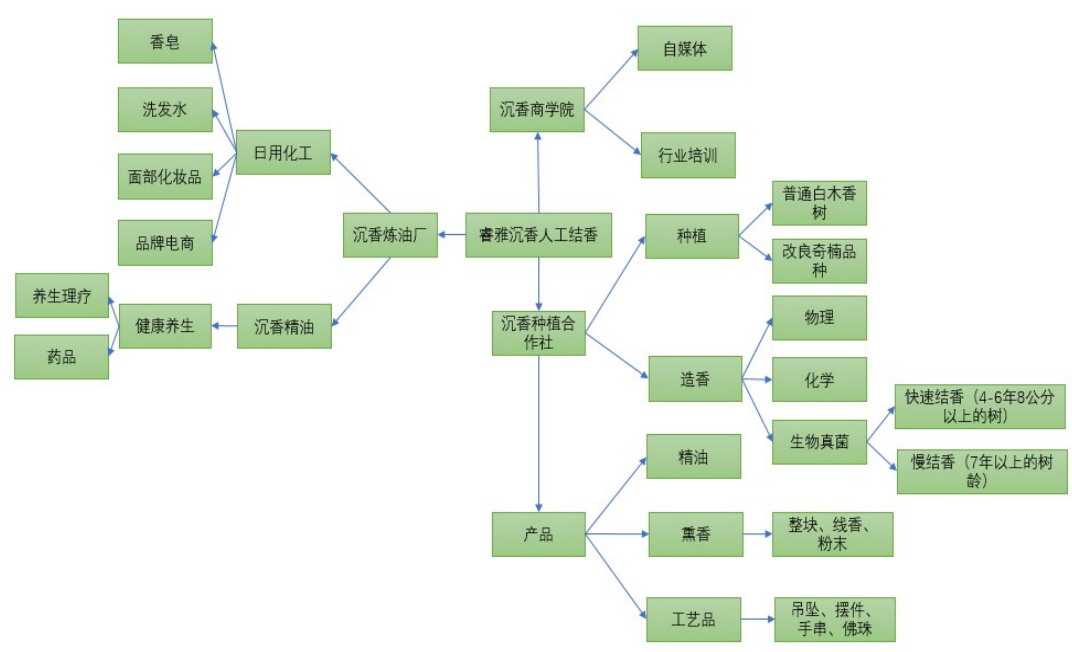 香皂
洗发水
面部化妆品
品牌电商
日用化工
养生理疗
药品
健康养生
沉香精油
沉香炼油厂
睿雅沉香人工结香
沉香商学院
自媒体
行业培训
沉香种植合
作社
种植
普通白木香
树
改良奇楠品
种
造香
物理
化学
生物真菌
快速结香（4-6年8公分
以上的树）
慢结香（7年以上的树
龄）
产品
精油
熏香
整块、线香、
粉末
工艺品
吊坠、摆件、
手串、佛珠